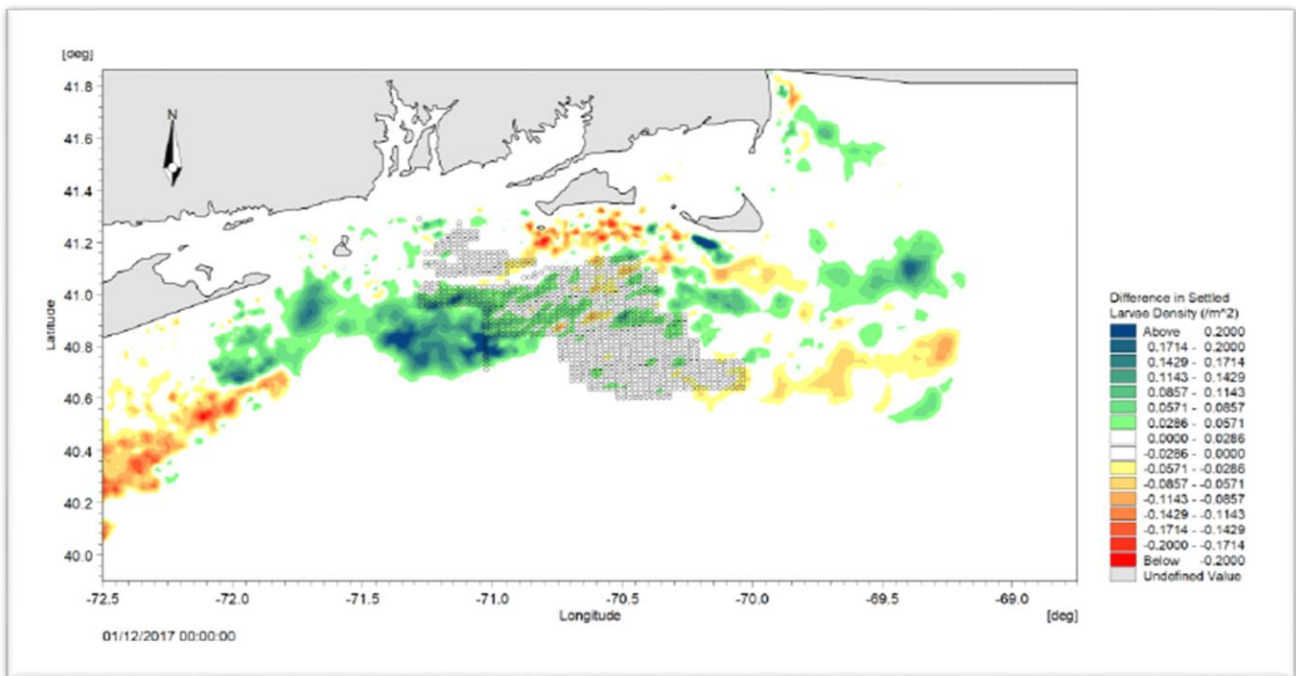 [deg]
41.8
N
41.6
41.4
41.2
Latitude
41.0
40.8
40.6
40.4
40.2
40.0
-72.5 -72.0 -71.5 -71.0 -70.5 -70.0 -69.5 -69.0
Longitude [deg]
01/12/2017 00:00:00
Difference in Settled
Larvae Density (/m^2)
Above 0.2000
0.1714 - 0.2000
0.1429 - 0.1714
0.1143 - 0.1429
0.0857 - 0.1143
0.0571 - 0.0857
0.0286 - 0.0571
0.0000 - 0.0286
-0.0286 - 0.0000
-0.0571 - -0.0286
-0.0857 - -0.0571
-0.1143 - -0.0857
-0.1429 - -0.1143
-0.1714 - -0.1429
-0.2000 - -0.1714
Below -0.2000
Undefined Value